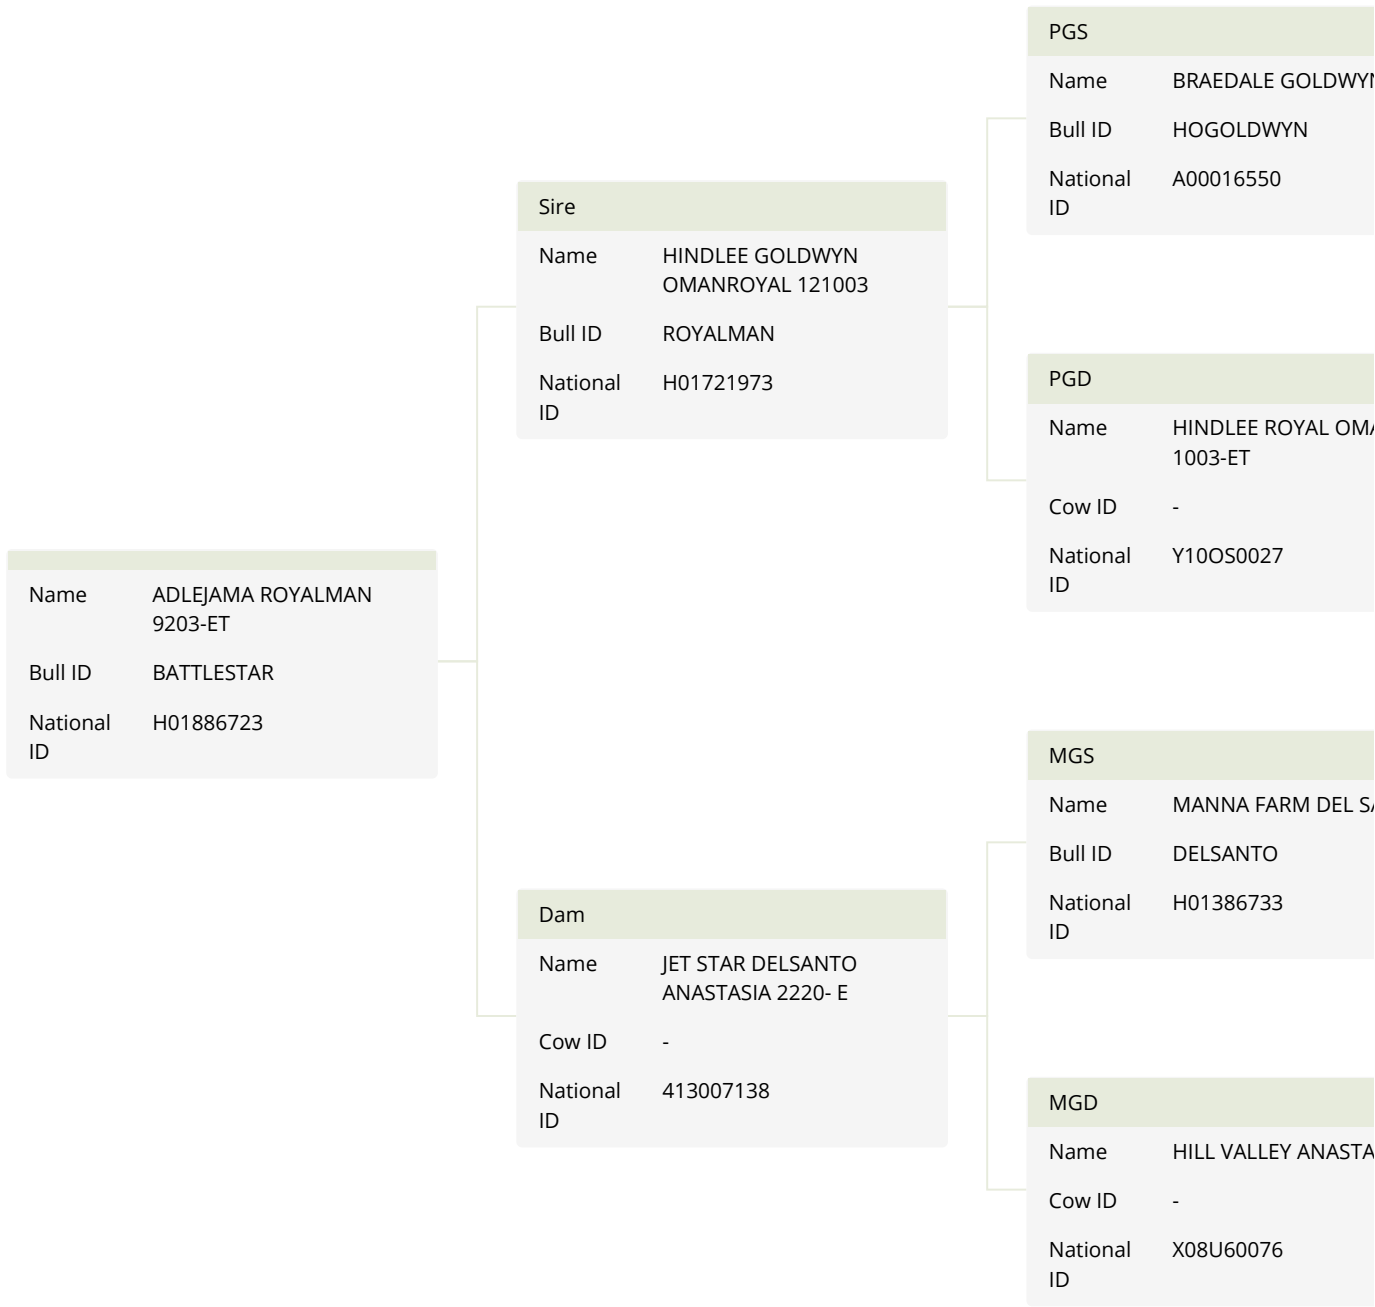 PGS
Name BRAEDALE GOLDWYN
Bull ID HOGOLDWYN
National A00016550
ID
Sire
Name HINDLEE GOLDWYN
OMANROYAL 121003
Bull ID ROYALMAN
National H01721973
ID
PGD
Name HINDLEE ROYAL
1003-ET
Cow ID -
National Y10OS0027
ID
Name ADLEJAMA ROYALMAN
9203-ET
Bull ID BATTLESTAR
National H01886723
ID
MGS
Name MANNA FARM DEL
Bull ID DELSANTO
National H01386733
ID
Dam
Name JET STAR DELSANTO
ANASTASIA 2220- E
Cow ID -
National 413007138
ID
MGD
Name HILL VALLEY
Cow ID -
National X08U60076
ID